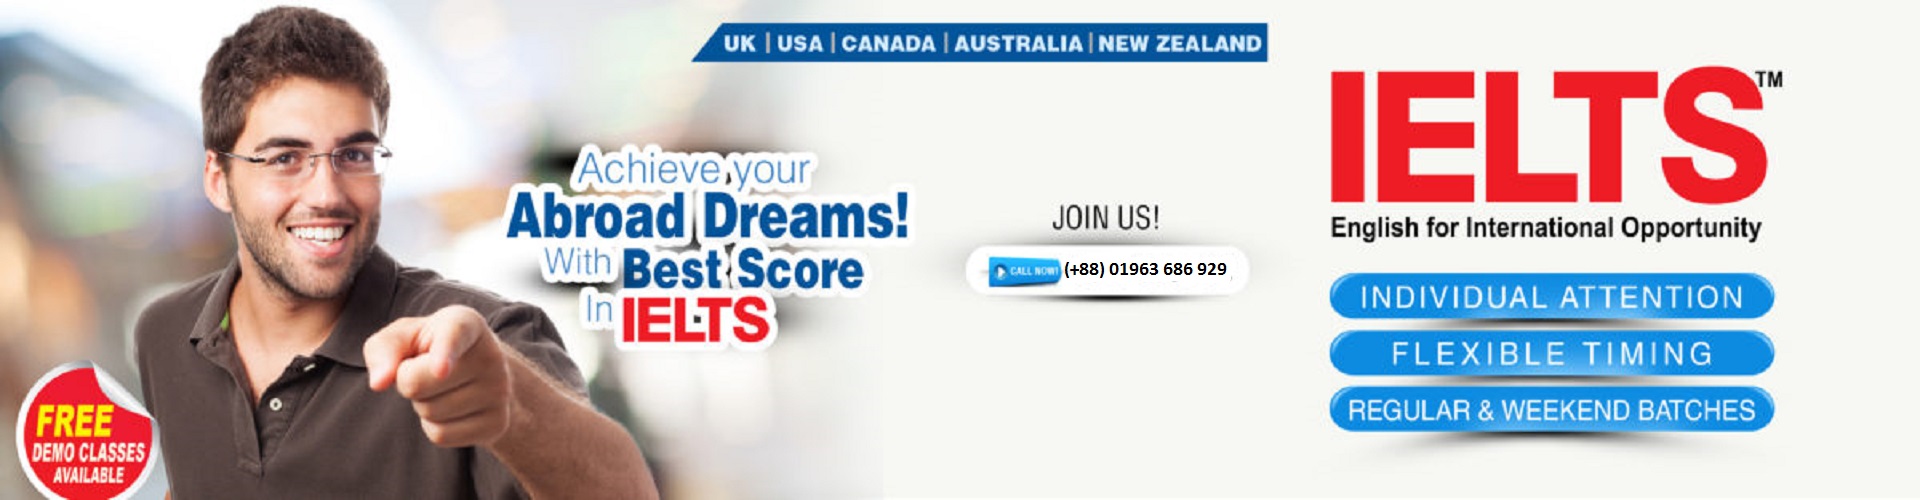 UK | USA | CANADA | AUSTRALIA | NEW ZEALAND
Achieve your
Abroad Dreams!
With Best Score
In IELTS
FREE
DEMO CLASSES
AVAILABLE
JOIN US!
CALL NOW! (+88) 01963 686 929
IELTS™
English for International Opportunity
INDIVIDUAL ATTENTION
FLEXIBLE TIMING
REGULAR & WEEKEND BATCHES